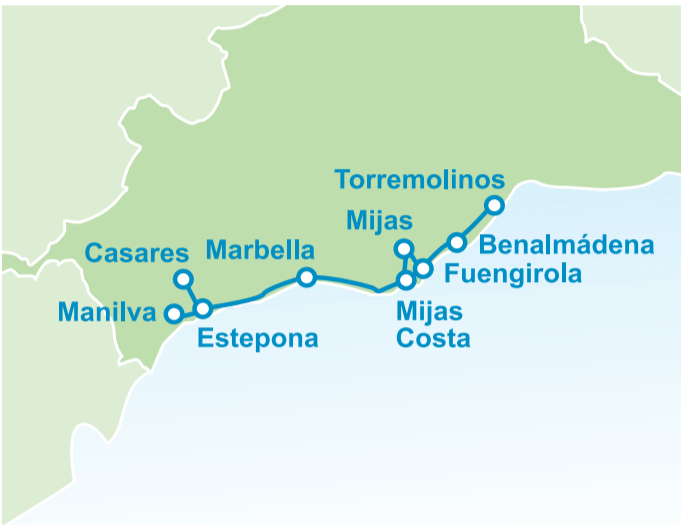 Torremolinos
Mijas
Casares
Marbella
Benalmádena
Fuengirola
Manilva
Mijas
Costa
Estepona